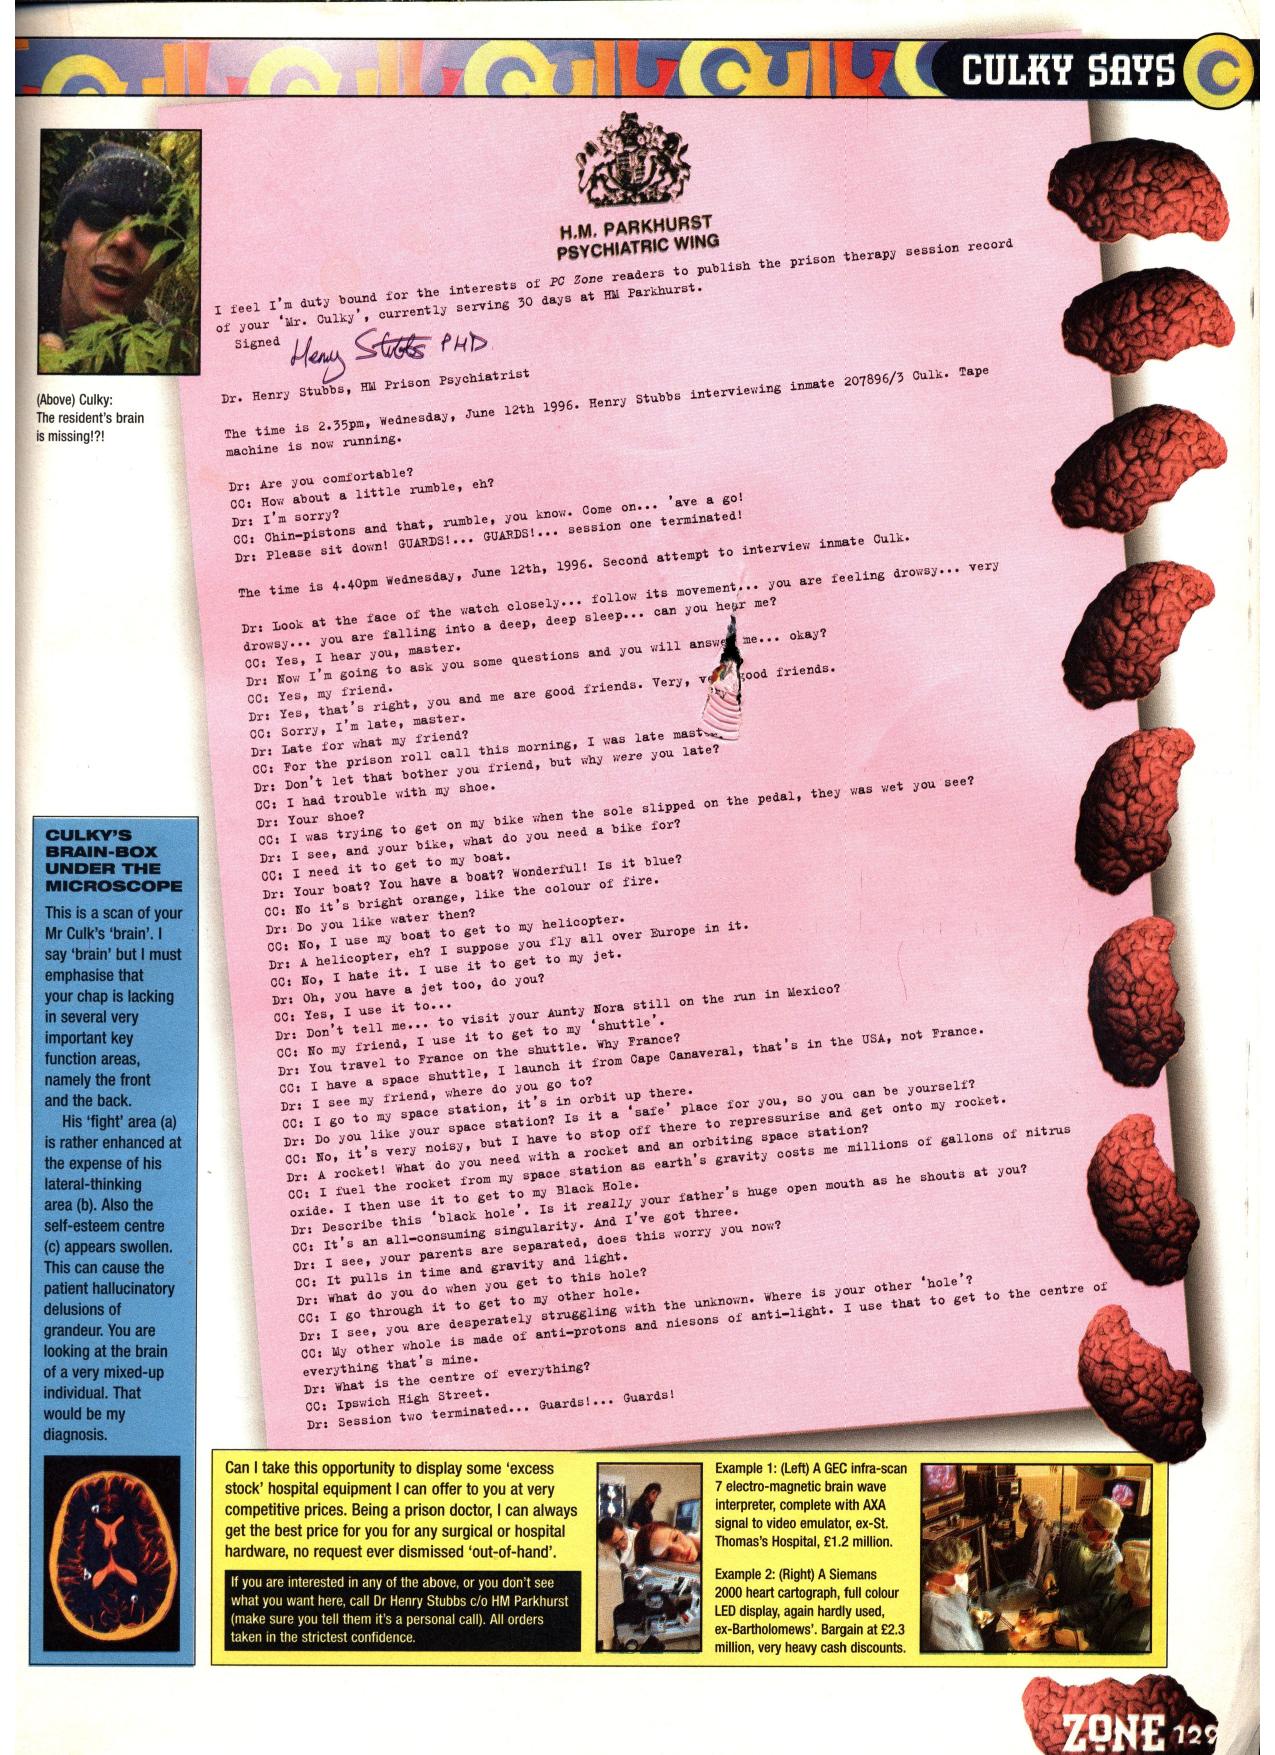 Culk Culk Culk Culk C
CULKY SAYS C
H.M. PARKHURST
PSYCHIATRIC WING
I feel I'm duty bound for the interests of PC Zone readers to publish the prison therapy session record
of your 'Mr. Culky', currently serving 30 days at HM Parkhurst.
Signed Henry Stubbs PHD
Dr. Henry Stubbs, HM Prison Psychiatrist
The time is 2.35pm, Wednesday, June 12th 1996. Henry Stubbs interviewing inmate 207896/3 Culk. Tape
machine is now running.
Dr: Are you comfortable?
CC: How about a little rumble, eh?
Dr: I'm sorry?
CC: Chin-pistons and that, rumble, you know. Come on... 'ave a go!
Dr: Please sit down! GUARDS!... GUARDS!... session one terminated!
The time is 4.40pm Wednesday, June 12th, 1996. Second attempt to interview inmate Culk.
Dr: Look at the face of the watch closely... follow its movement... you are feeling drowsy... very
drowsy... you are falling into a deep, deep sleep... can you hear me?
CC: Yes, I hear you, master.
Dr: Now I'm going to ask you some questions and you will answe me... okay?
CC: Yes, my friend.
Dr: Yes, that's right, you and me are good friends. Very, ve good friends.
CC: Sorry, I'm late, master.
Dr: Late for what my friend?
CC: For the prison roll call this morning, I was late mast
Dr: Don't let that bother you friend, but why were you late?
CC: I had trouble with my shoe.
Dr: Your shoe?
CC: I was trying to get on my bike when the sole slipped on the pedal, they was wet you see?
Dr: I see, and your bike, what do you need a bike for?
CC: I need it to get to my boat.
Dr: Your boat? You have a boat? Wonderful! Is it blue?
CC: No it's bright orange, like the colour of fire.
Dr: Do you like water then?
CC: No, I use my boat to get to my helicopter.
Dr: A helicopter, eh? I suppose you fly all over Europe in it.
CC: No, I hate it. I use it to get to my jet.
Dr: Oh, you have a jet too, do you?
CC: Yes, I use it to...
Dr: Don't tell me... to visit your Aunty Nora still on the run in Mexico?
CC: No my friend, I use it to get to my 'shuttle'.
Dr: You travel to France on the shuttle. Why France?
CC: I have a space shuttle, I launch it from Cape Canaveral, that's in the USA, not France.
Dr: I see my friend, where do you go to?
CC: I go to my space station, it's in orbit up there.
Dr: Do you like your space station? Is it a 'safe' place for you, so you can be yourself?
CC: No, it's very noisy, but I have to stop off there to repressurise and get onto my rocket.
Dr: A rocket! What do you need with a rocket and an orbiting space station?
CC: I fuel the rocket from my space station as earth's gravity costs me millions of gallons of nitrus
oxide. I then use it to get to my Black Hole.
Dr: Describe this 'black hole'. Is it really your father's huge open mouth as he shouts at you?
CC: It's an all-consuming singularity. And I've got three.
Dr: I see, your parents are separated, does this worry you now?
CC: It pulls in time and gravity and light.
Dr: What do you do when you get to this hole?
CC: I go through it to get to my other hole.
Dr: I see, you are desperately struggling with the unknown. Where is your other 'hole'?
CC: My other whole is made of anti-protons and niesons of anti-light. I use that to get to the centre of
everything that's mine.
Dr: What is the centre of everything?
CC: Ipswich High Street.
Dr: Session two terminated... Guards!... Guards!
(Above) Culky:
The resident's brain
is missing!?!
CULKY'S
BRAIN-BOX
UNDER THE
MICROSCOPE
This is a scan of your
Mr Culk's 'brain'. I
say 'brain' but I must
emphasise that
your chap is lacking
in several very
important key
function areas,
namely the front
and the back.
His 'fight' area (a)
is rather enhanced at
the expense of his
lateral-thinking
area (b). Also the
self-esteem centre
(c) appears swollen.
This can cause the
patient hallucinatory
delusions of
grandeur. You are
looking at the brain
of a very mixed-up
individual. That
would be my
diagnosis.
a
b
c
Can I take this opportunity to display some 'excess
stock' hospital equipment I can offer to you at very
competitive prices. Being a prison doctor, I can always
get the best price for you for any surgical or hospital
hardware, no request ever dismissed 'out-of-hand'.
If you are interested in any of the above, or you don't see
what you want here, call Dr Henry Stubbs c/o HM Parkhurst
(make sure you tell them it's a personal call). All orders
taken in the strictest confidence.
Example 1: (Left) A GEC infra-scan
7 electro-magnetic brain wave
interpreter, complete with AXA
signal to video emulator, ex-St.
Thomas's Hospital, £1.2 million.
Example 2: (Right) A Siemans
2000 heart cartograph, full colour
LED display, again hardly used,
ex-Bartholomews'. Bargain at £2.3
million, very heavy cash discounts.
ZONE 129